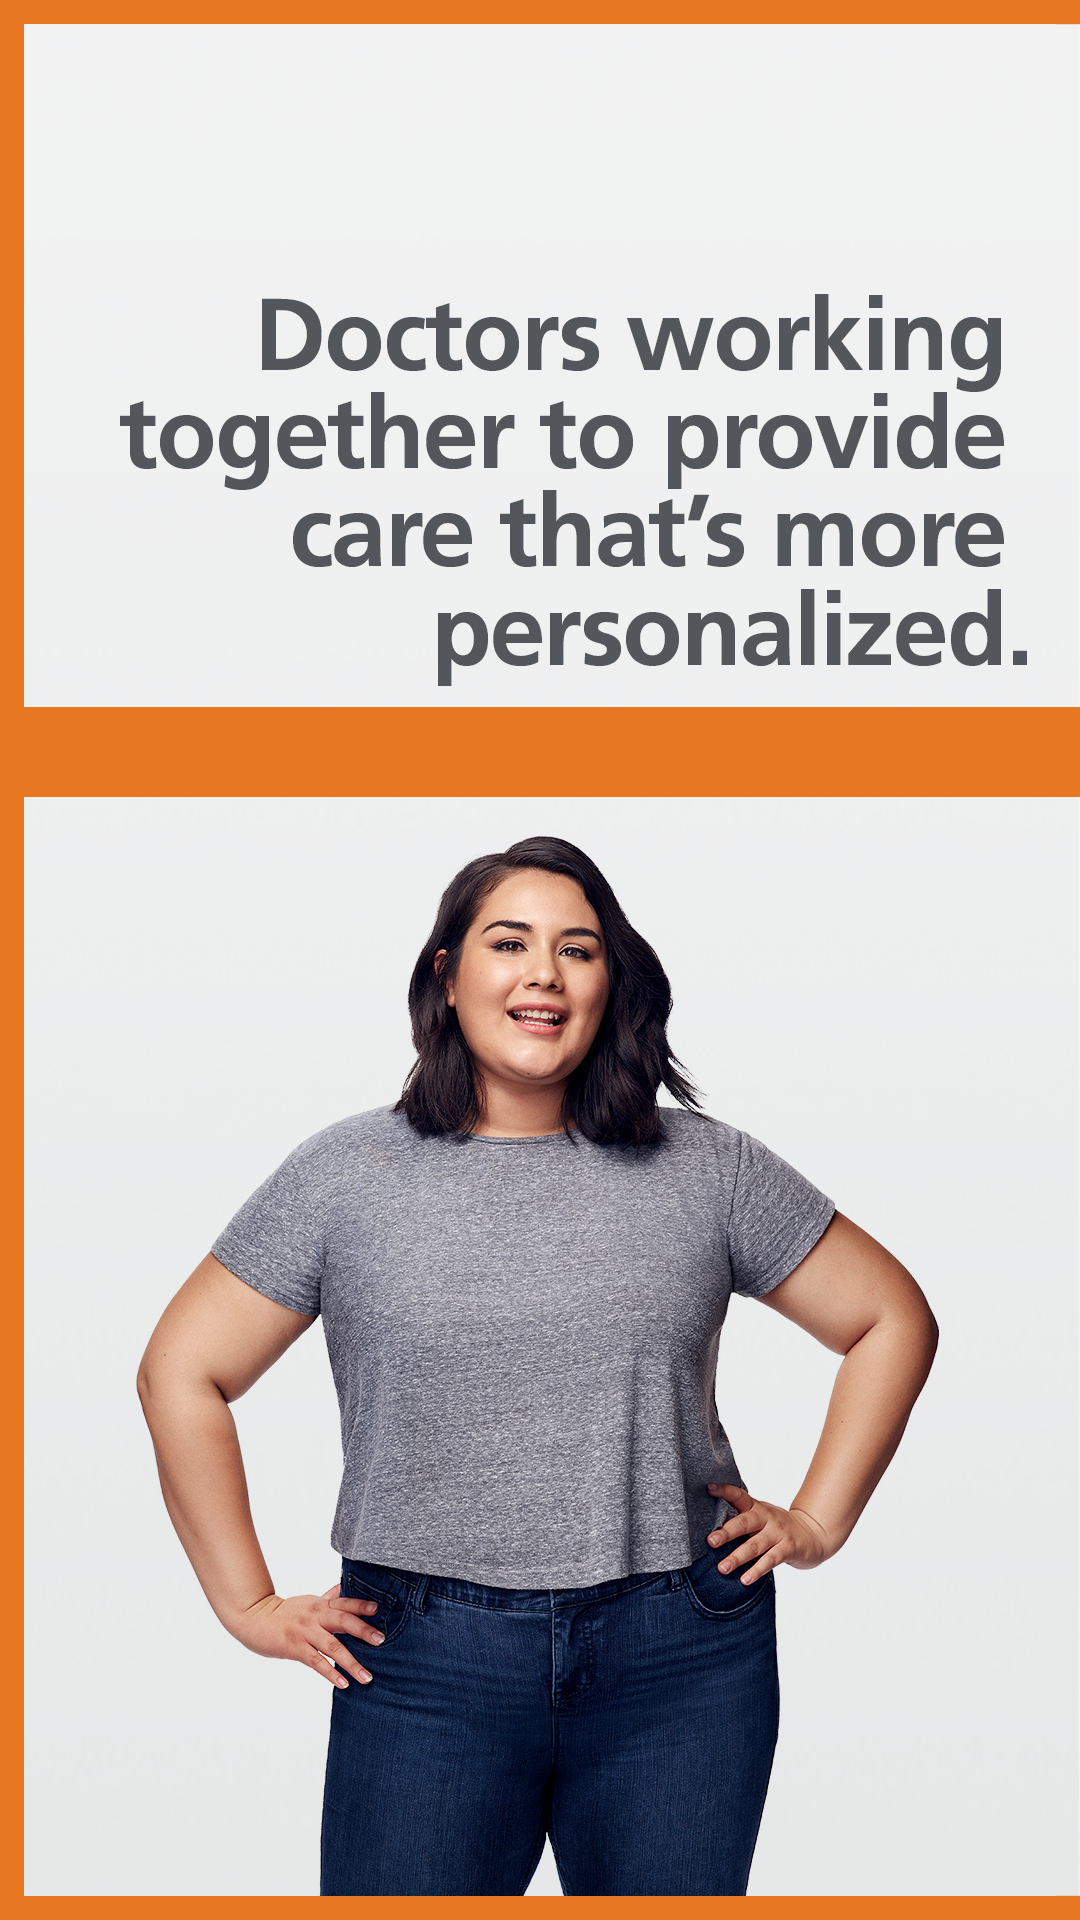 Doctors working
together to provide
care that’s more
personalized.